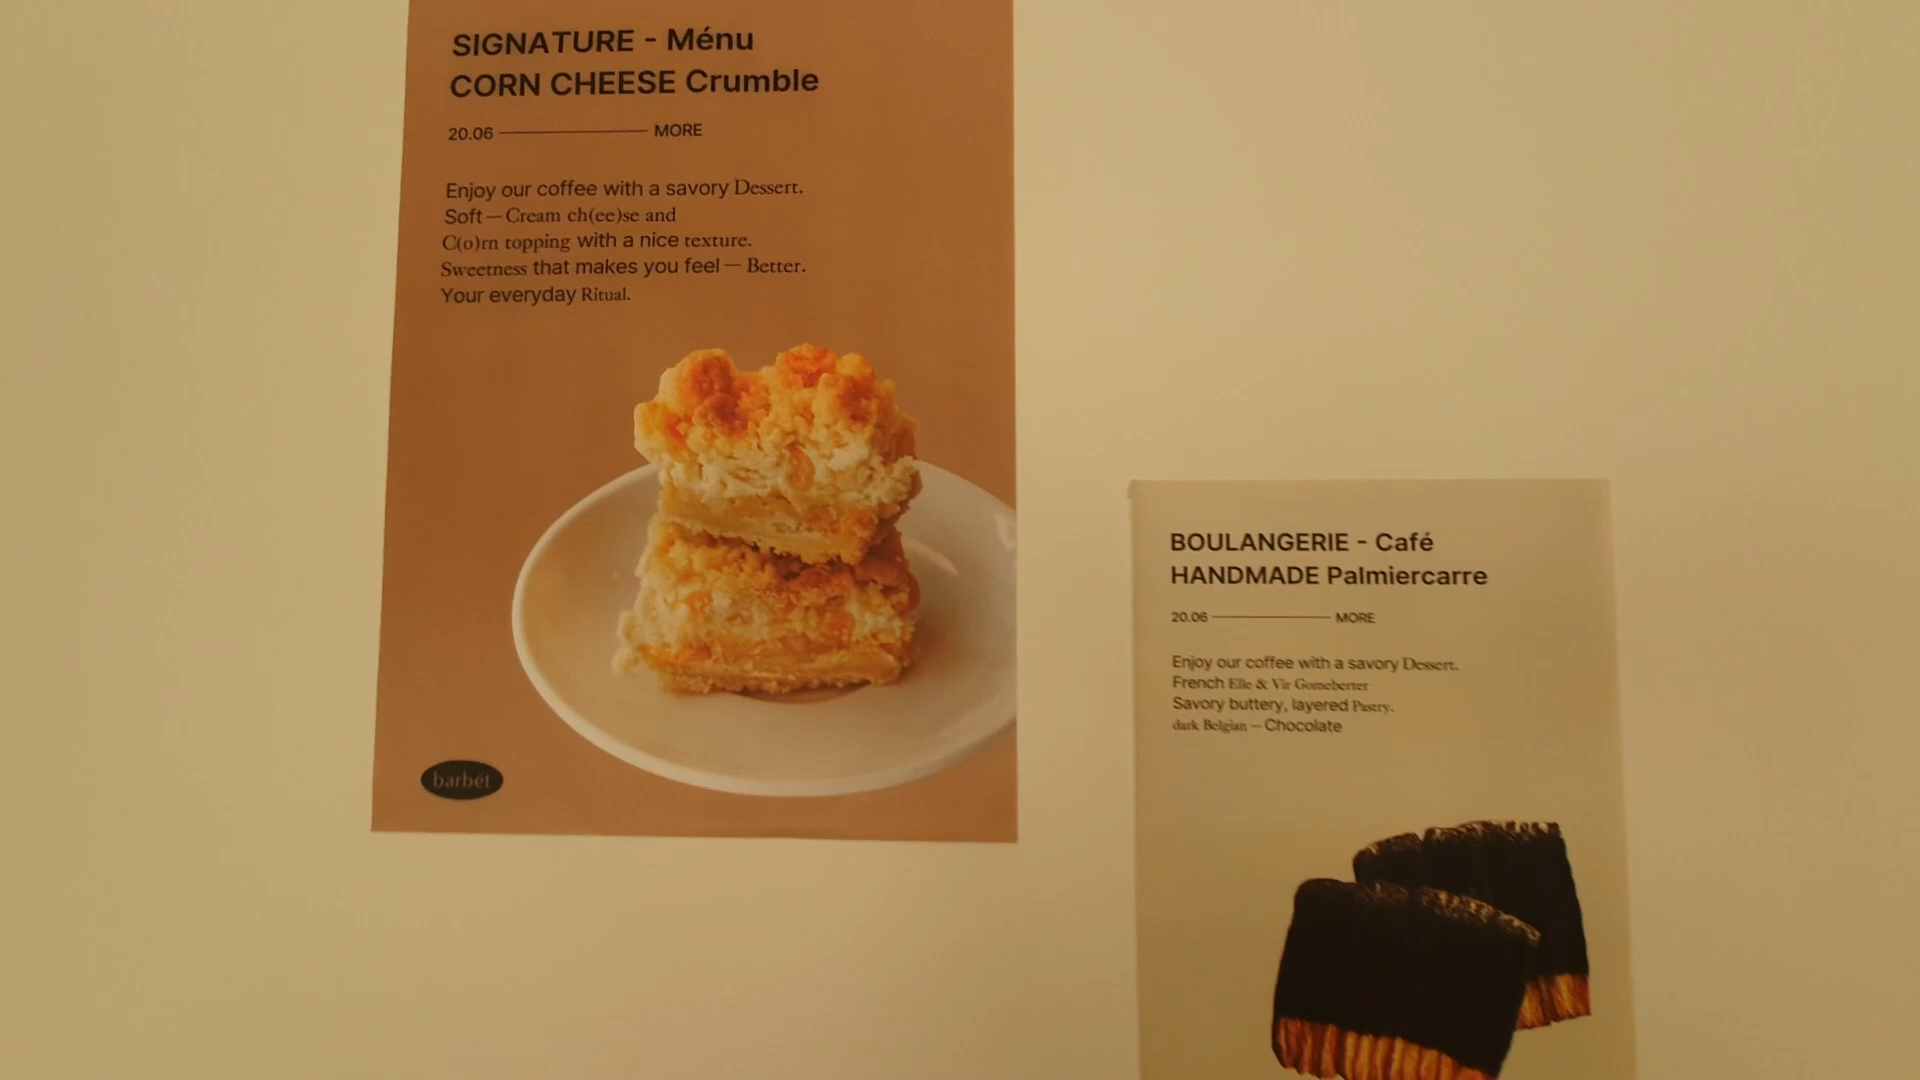 SIGNATURE - Ménu
CORN CHEESE Crumble
20.06 MORE
Enjoy our coffee with a savory Dessert.
Soft — Cream ch(ee)se and
C(o)rn topping with a nice texture.
Sweetness that makes you feel — Better.
Your everyday Ritual.
barbét
BOULANGERIE - Café
HANDMADE Palmiercarre
20.06 MORE
Enjoy our coffee with a savory Dessert.
French Elle & Vir
Savory buttery, layered Pastry.
dark Belgian — Chocolate